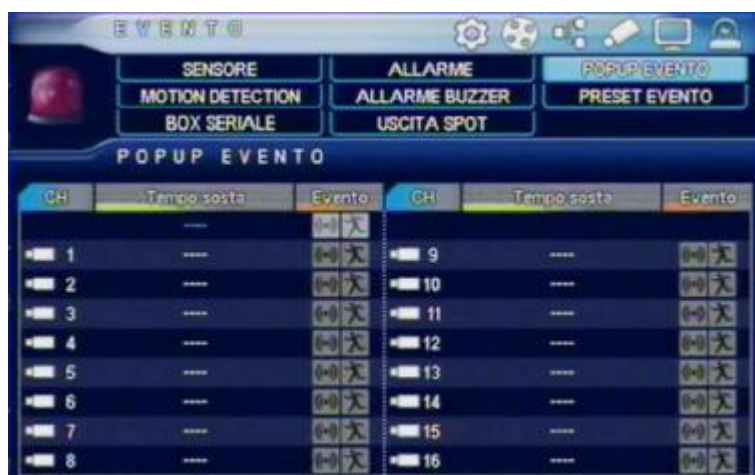 EVENTO
SENSORE ALLARME POPUP EVENTO
MOTION DETECTION ALLARME BUZZER PRESET EVENTO
BOX SERIALE USCITA SPOT
POPUP EVENTO
CH Tempo sosta Evento CH Tempo sosta Evento
----
1 ---- 9 ----
2 ---- 10 ----
3 ---- 11 ----
4 ---- 12 ----
5 ---- 13 ----
6 ---- 14 ----
7 ---- 15 ----
8 ---- 16 ----